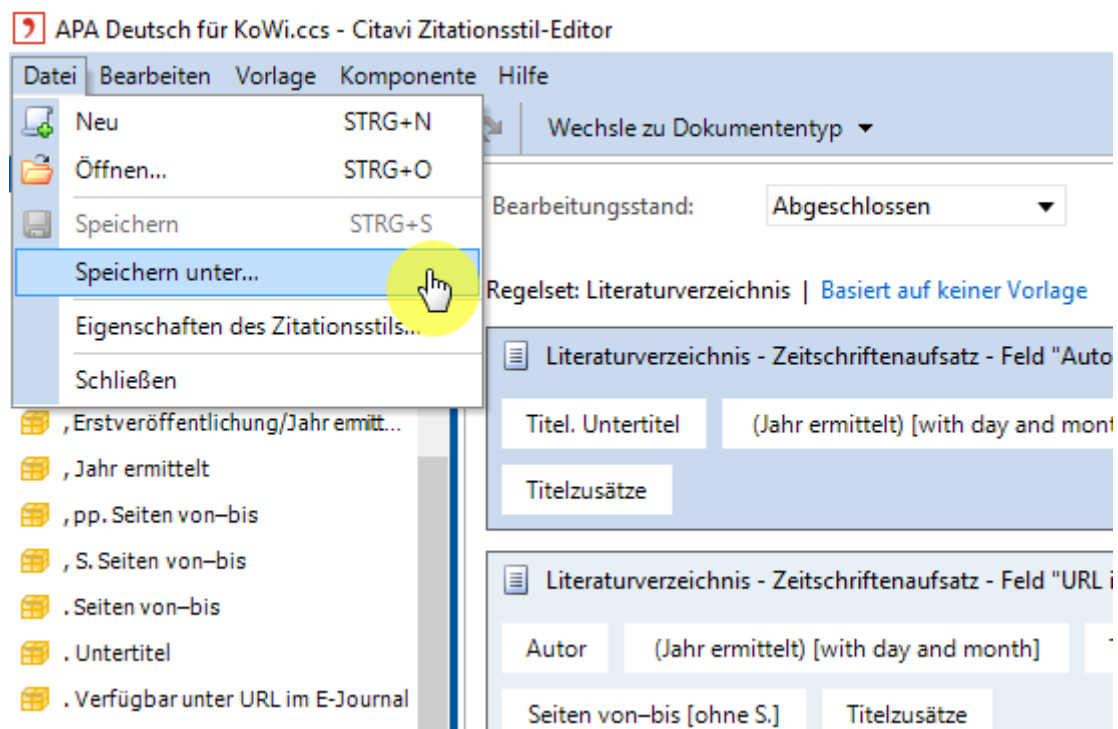 APA Deutsch für KoWi.ccs - Citavi Zitationsstil-Editor
Datei Bearbeiten Vorlage Komponente Hilfe
Neu STRG+N
Öffnen... STRG+O
Speichern STRG+S
Speichern unter...
Eigenschaften des Zitationsstils...
Schließen
, Erstveröffentlichung/Jahr ermitt...
, Jahr ermittelt
, pp. Seiten von–bis
, S. Seiten von–bis
. Seiten von–bis
. Untertitel
. Verfügbar unter URL im E-Journal
Wechsle zu Dokumententyp
Bearbeitungsstand: Abgeschlossen
Regelset: Literaturverzeichnis | Basiert auf keiner Vorlage
Literaturverzeichnis - Zeitschriftenaufsatz - Feld "Auto
Titel. Untertitel (Jahr ermittelt) [with day and mont
Titelzusätze
Literaturverzeichnis - Zeitschriftenaufsatz - Feld "URL i
Autor (Jahr ermittelt) [with day and month]
Seiten von–bis [ohne S.] Titelzusätze